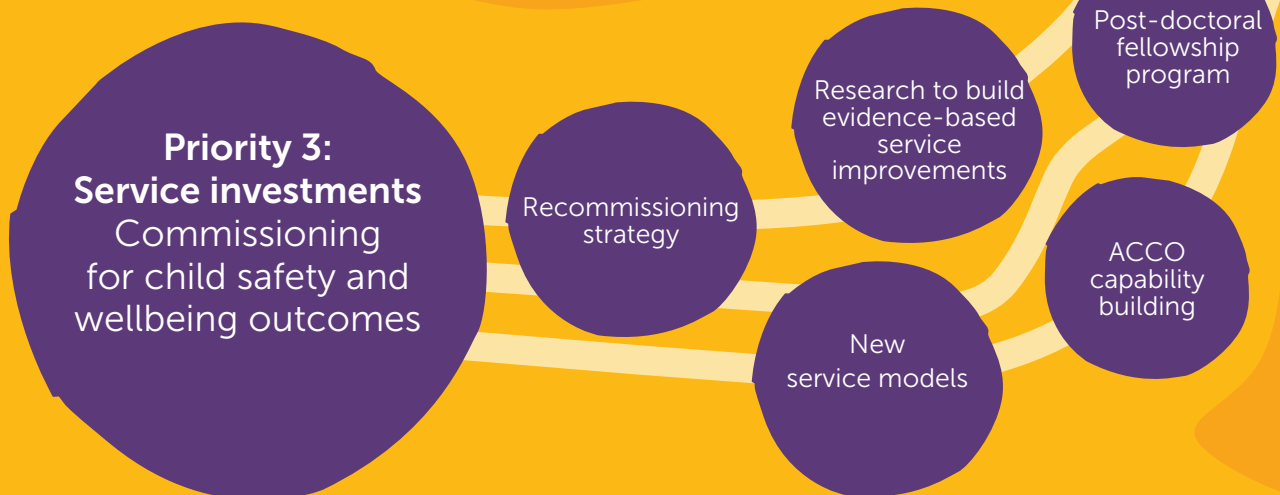 Priority 3:
Service investments
Commissioning
for child safety and
wellbeing outcomes
Recommissioning
strategy
Research to build
evidence-based
service
improvements
New
service models
Post-doctoral
fellowship
program
ACCO
capability
building